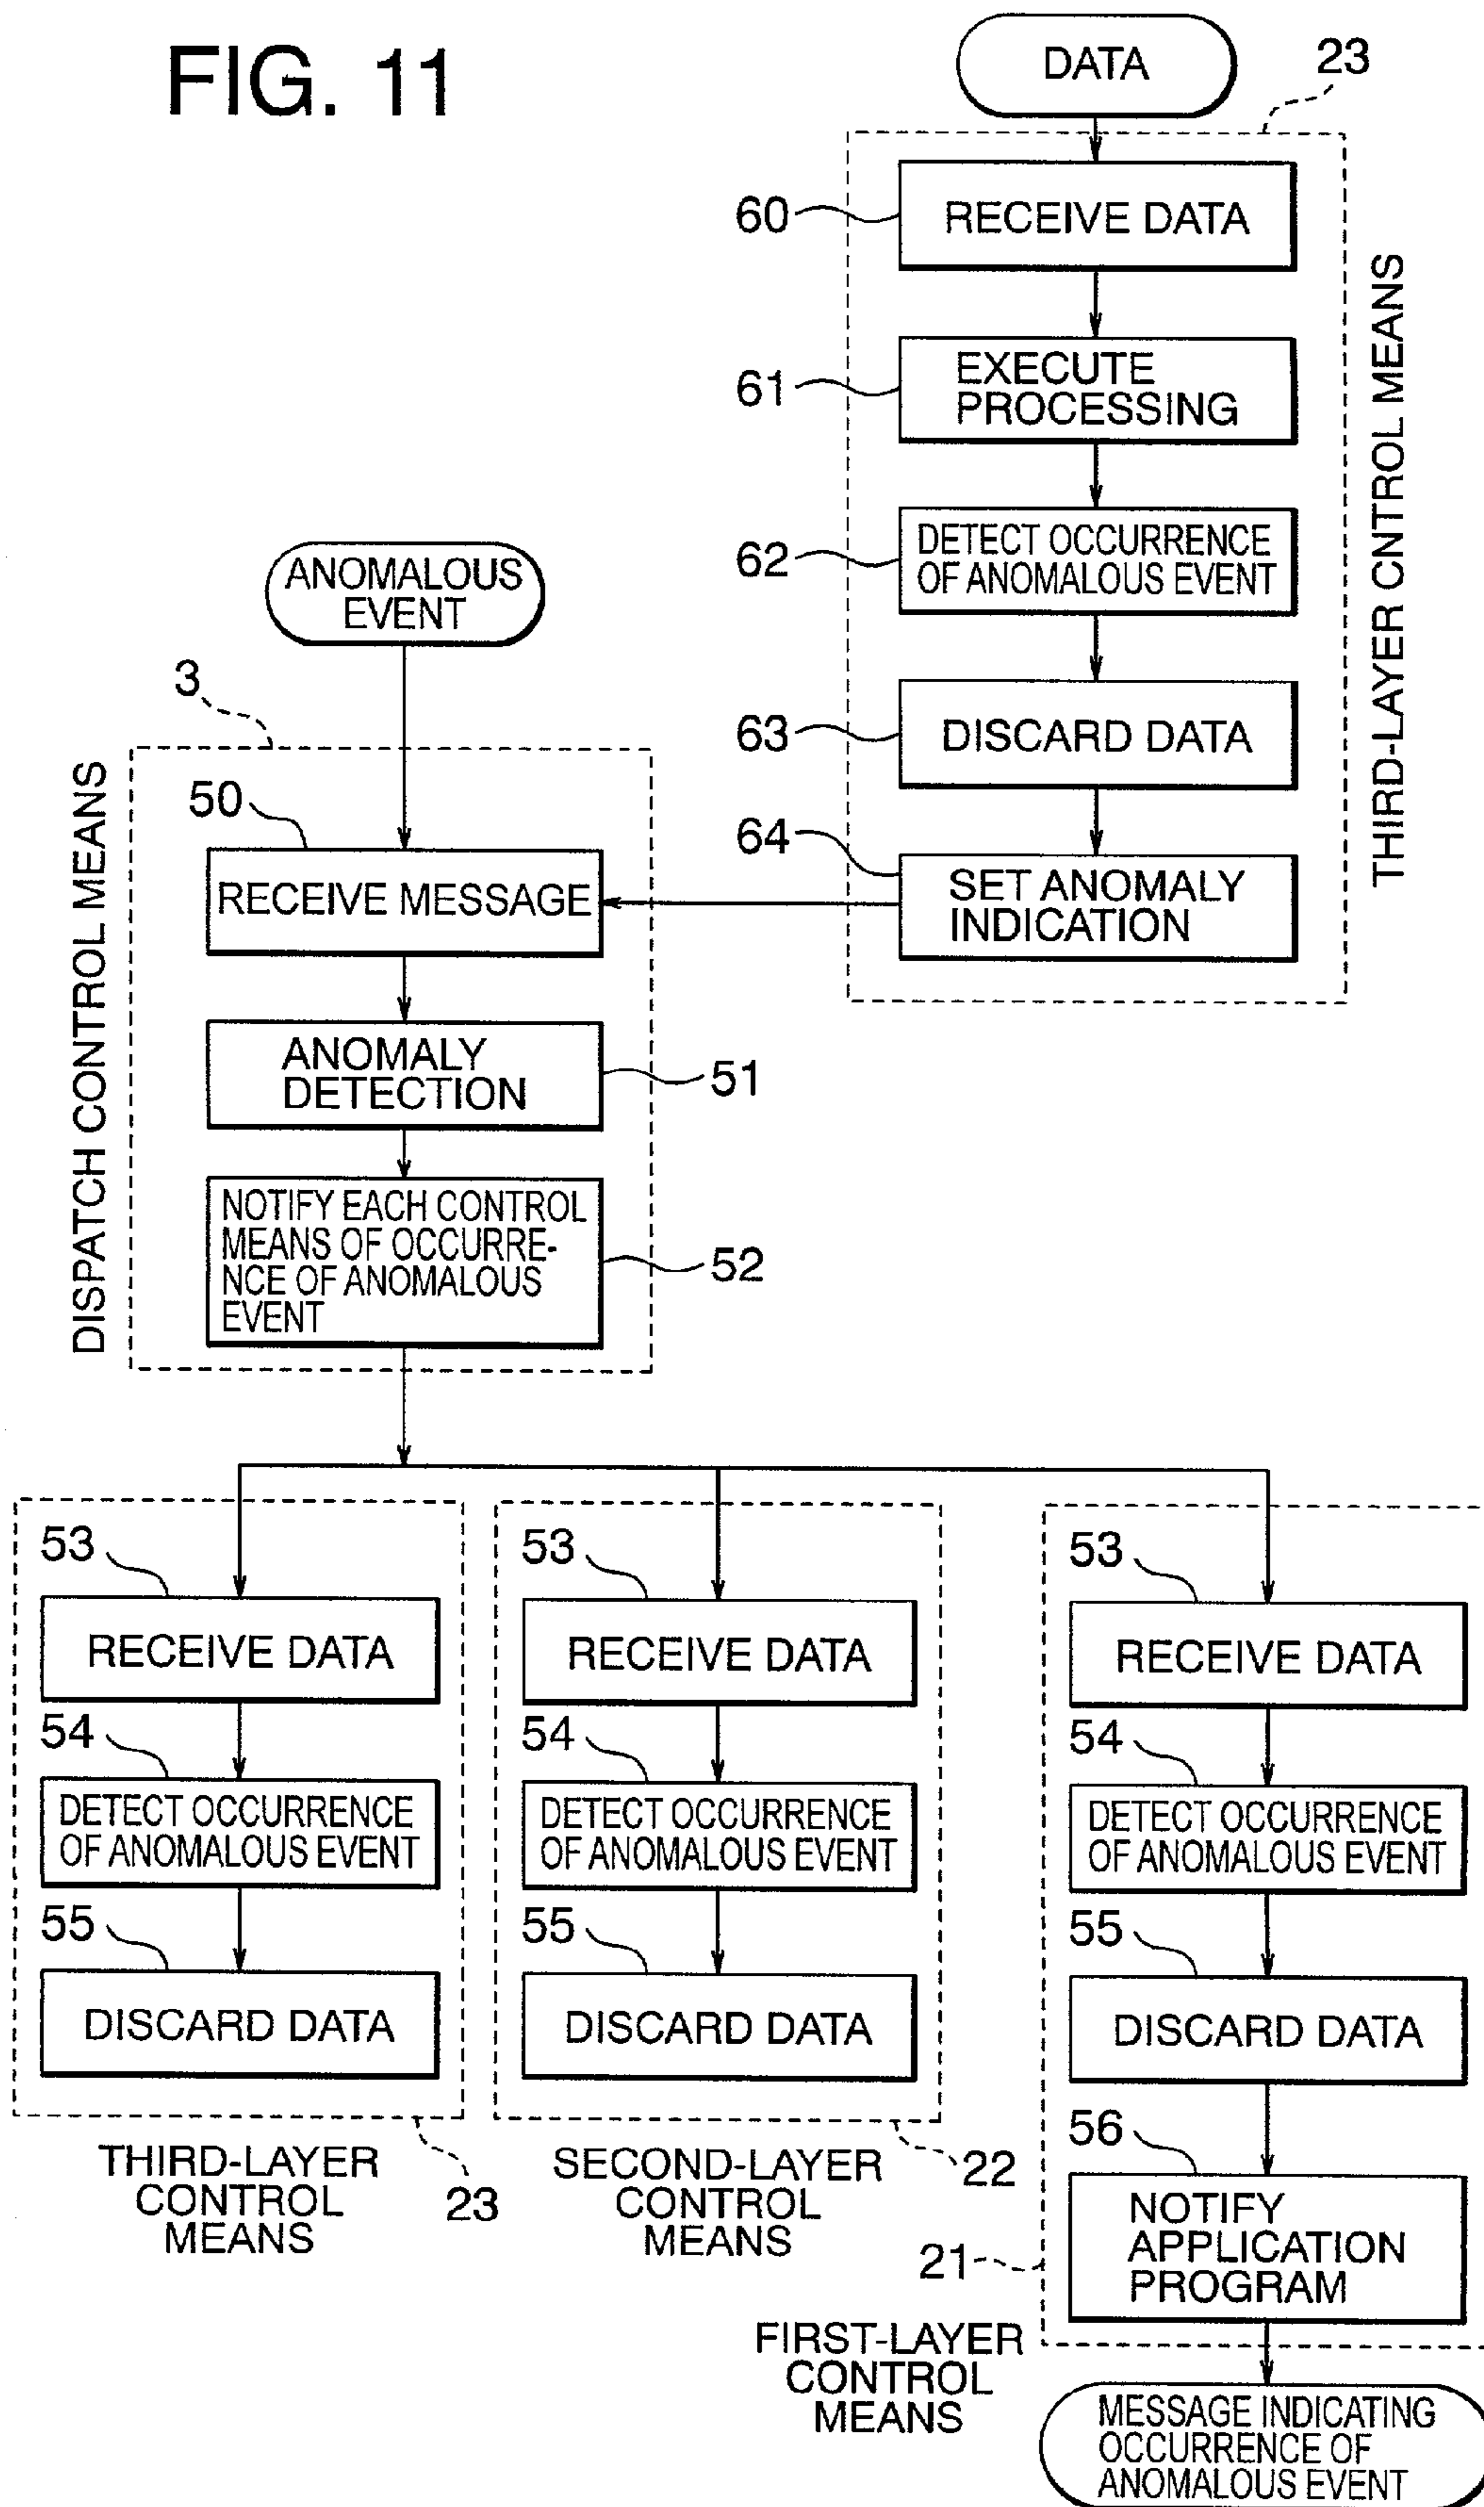 FIG. 11
DATA
23
60
RECEIVE DATA
61
EXECUTE
PROCESSING
62
DETECT OCCURRENCE
OF ANOMALOUS EVENT
63
DISCARD DATA
64
SET ANOMALY
INDICATION
THIRD-LAYER CNTROL MEANS
ANOMALOUS
EVENT
3
DISPATCH CONTROL MEANS
50
RECEIVE MESSAGE
ANOMALY
DETECTION
51
NOTIFY EACH CONTROL
MEANS OF OCCURRE-
NCE OF ANOMALOUS
EVENT
52
53
RECEIVE DATA
54
DETECT OCCURRENCE
OF ANOMALOUS EVENT
55
DISCARD DATA
THIRD-LAYER
CONTROL
MEANS
23
53
RECEIVE DATA
54
DETECT OCCURRENCE
OF ANOMALOUS EVENT
55
DISCARD DATA
SECOND-LAYER
CONTROL
MEANS
22
53
RECEIVE DATA
54
DETECT OCCURRENCE
OF ANOMALOUS EVENT
55
DISCARD DATA
56
NOTIFY
APPLICATION
PROGRAM
21
FIRST-LAYER
CONTROL
MEANS
MESSAGE INDICATING
OCCURRENCE OF
ANOMALOUS EVENT